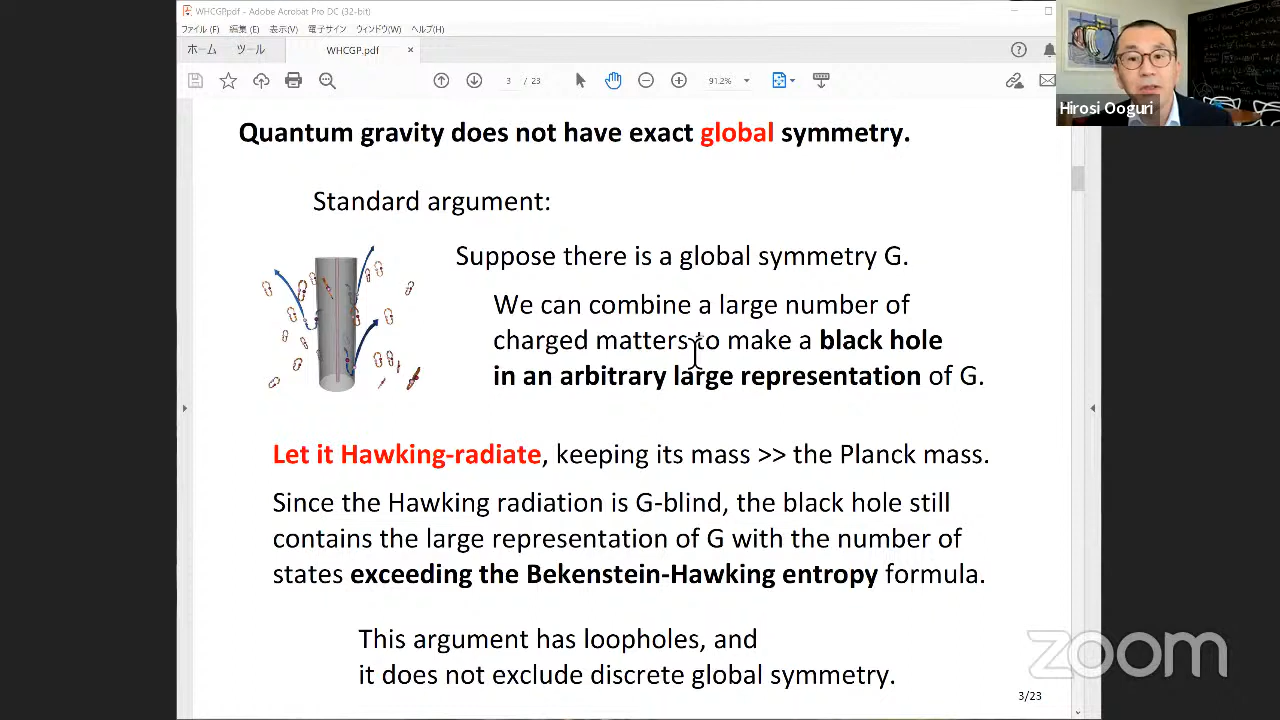 WHCGP.pdf - Adobe Acrobat Pro DC (32-bit)
ファイル(F) 編集(E) 表示(V) 電子サイン ウィンドウ(W) ヘルプ(H)
ホーム ツール WHCGP.pdf ×
3 / 23 91.2%
Hirosi Ooguri
Quantum gravity does not have exact global symmetry.
Standard argument:
Suppose there is a global symmetry G.
We can combine a large number of
charged matters to make a black hole
in an arbitrary large representation of G.
Let it Hawking-radiate, keeping its mass >> the Planck mass.
Since the Hawking radiation is G-blind, the black hole still
contains the large representation of G with the number of
states exceeding the Bekenstein-Hawking entropy formula.
This argument has loopholes, and
it does not exclude discrete global symmetry.
zoom
3/23